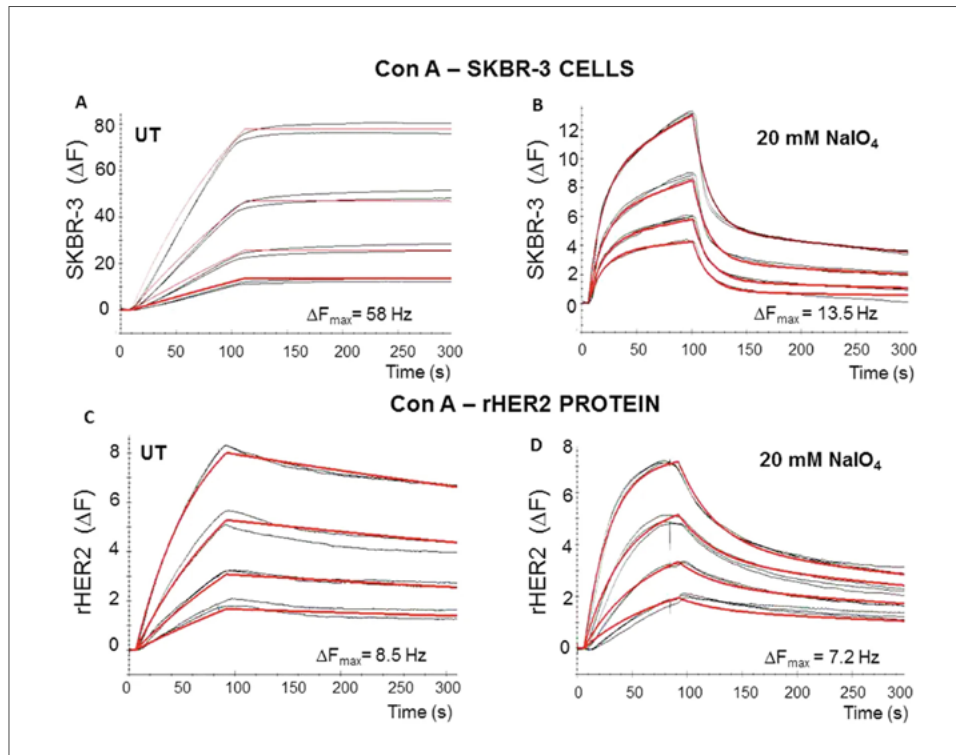 Con A – SKBR-3 CELLS
A
UT
SKBR-3 (ΔF)
80
60
40
20
0
0 50 100 150 200 250 300
Time (s)
ΔFmax= 58 Hz
B
20 mM NaIO4
SKBR-3 (ΔF)
12
10
8
6
4
2
0
0 50 100 150 200 250 300
Time (s)
ΔFmax= 13.5 Hz
Con A – rHER2 PROTEIN
C
UT
rHER2 (ΔF)
8
6
4
2
0
0 50 100 150 200 250 300
Time (s)
ΔFmax= 8.5 Hz
D
20 mM NaIO4
rHER2 (ΔF)
8
6
4
2
0
0 50 100 150 200 250 300
Time (s)
ΔFmax= 7.2 Hz